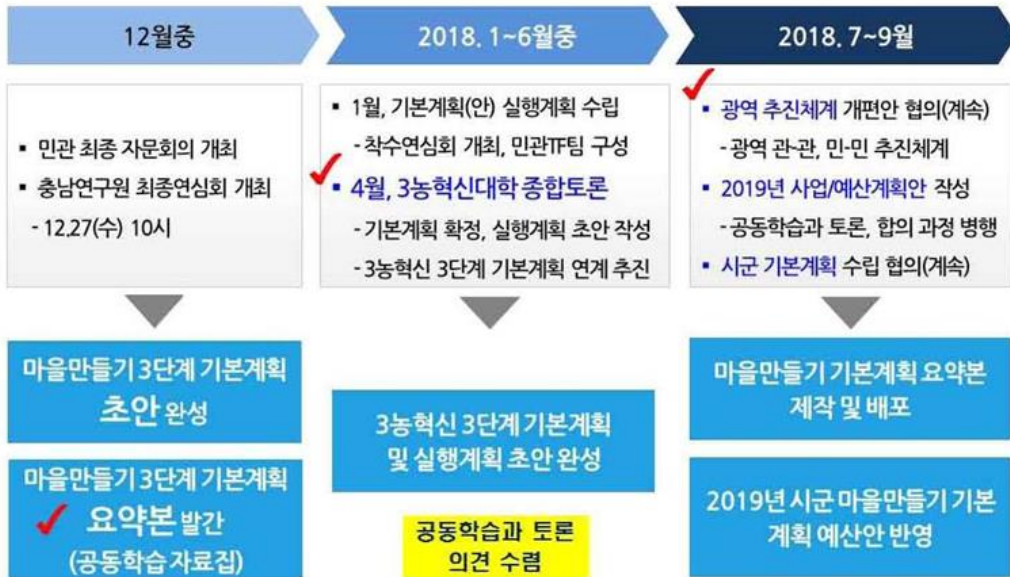 12월중
▪ 민관 최종 자문회의 개최
▪ 충남연구원 최종연심회 개최
- 12.27(수) 10시
마을만들기 3단계 기본계획
초안 완성
마을만들기 3단계 기본계획
요약본 발간
(공동학습 자료집)
2018. 1~6월중
▪ 1월, 기본계획(안) 실행계획 수립
- 착수연심회 개최, 민관TF팀 구성
▪ 4월, 3농혁신대학 종합토론
- 기본계획 확정, 실행계획 초안 작성
- 3농혁신 3단계 기본계획 연계 추진
3농혁신 3단계 기본계획
및 실행계획 초안 완성
공동학습과 토론
의견 수렴
2018. 7~9월
▪ 광역 추진체계 개편안 협의(계속)
- 광역 관-관, 민-민 추진체계
▪ 2019년 사업/예산계획안 작성
- 공동학습과 토론, 합의 과정 병행
▪ 시군 기본계획 수립 협의(계속)
마을만들기 기본계획 요약본
제작 및 배포
2019년 시군 마을만들기 기본
계획 예산안 반영